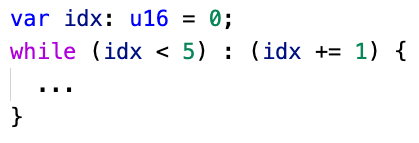 var idx: u16 = 0;
while (idx < 5) : (idx += 1) {
  ...
}